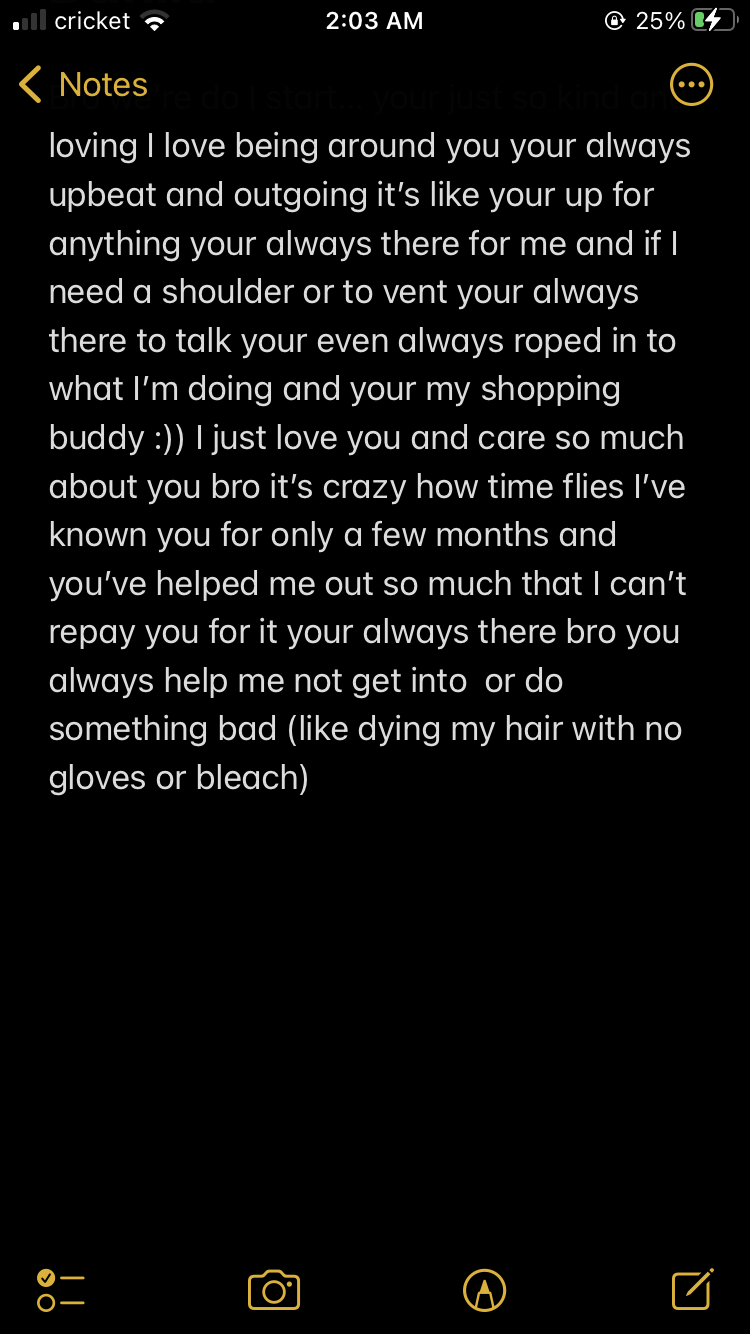 cricket 2:03 AM 25%
Notes
re do I start... your just so kind an
loving I love being around you your always
upbeat and outgoing it's like your up for
anything your always there for me and if I
need a shoulder or to vent your always
there to talk your even always roped in to
what I'm doing and your my shopping
buddy :)) I just love you and care so much
about you bro it's crazy how time flies I've
known you for only a few months and
you've helped me out so much that I can't
repay you for it your always there bro you
always help me not get into  or do
something bad (like dying my hair with no
gloves or bleach)